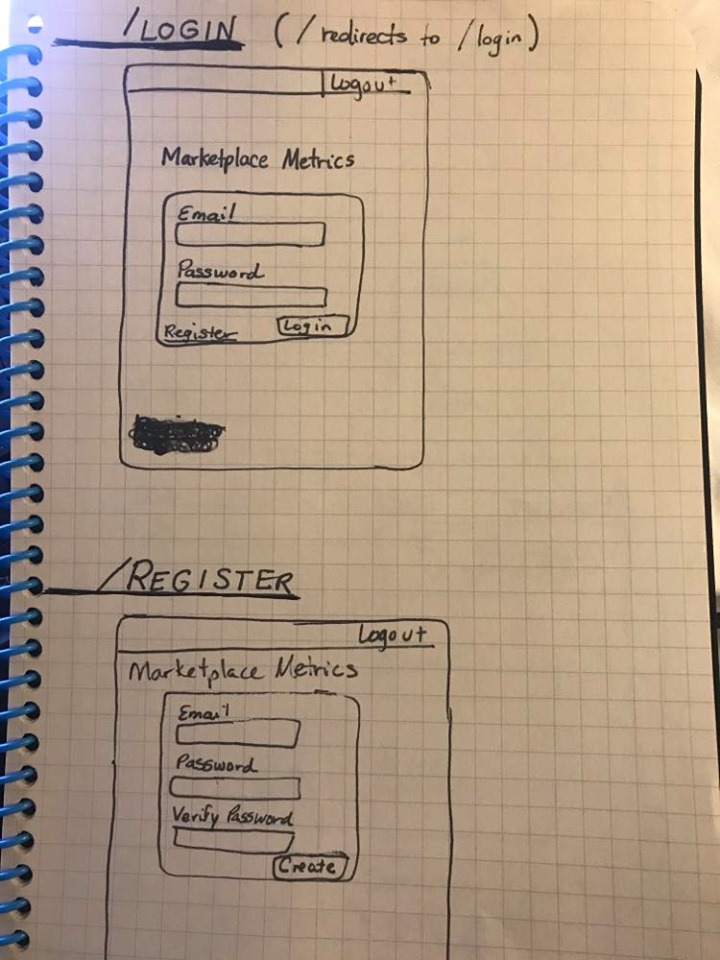 /LOGIN (/ redirects to /login)
Logout
Marketplace Metrics
Email
Password
Register Login
/REGISTER
Logout
Marketplace Metrics
Email
Password
Verify Password
Create